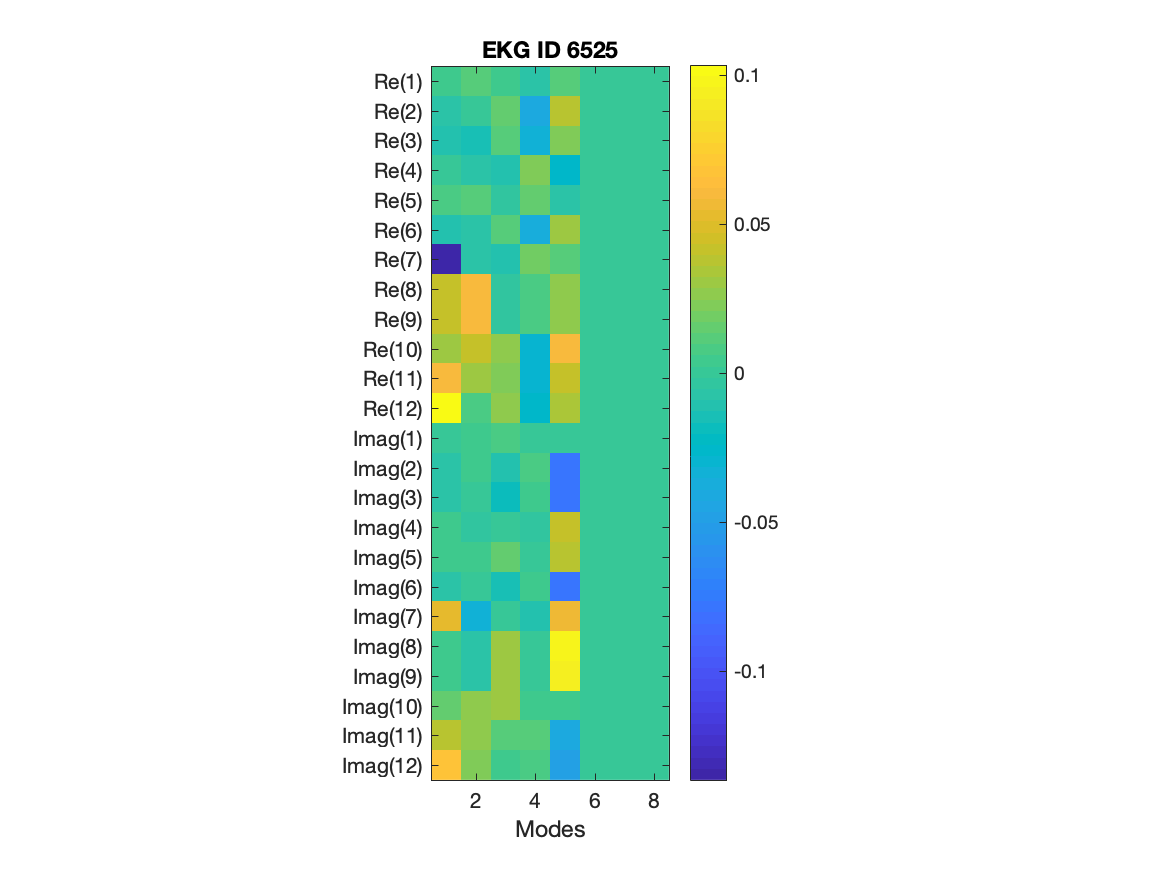 EKG ID 6525
Re(1)
Re(2)
Re(3)
Re(4)
Re(5)
Re(6)
Re(7)
Re(8)
Re(9)
Re(10)
Re(11)
Re(12)
Imag(1)
Imag(2)
Imag(3)
Imag(4)
Imag(5)
Imag(6)
Imag(7)
Imag(8)
Imag(9)
Imag(10)
Imag(11)
Imag(12)
2 4 6 8
Modes
0.1
0.05
0
-0.05
-0.1